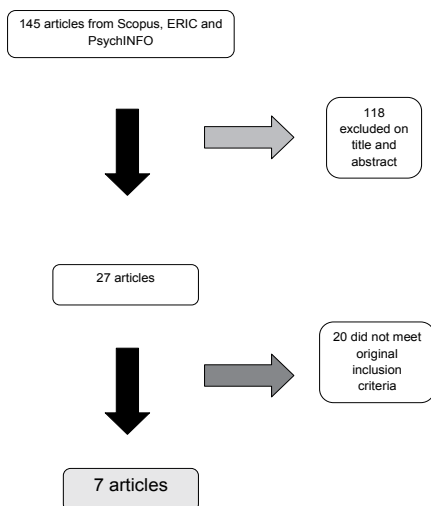 145 articles from Scopus, ERIC and
PsychINFO
118
excluded on
title and
abstract
27 articles
20 did not meet
original
inclusion
criteria
7 articles